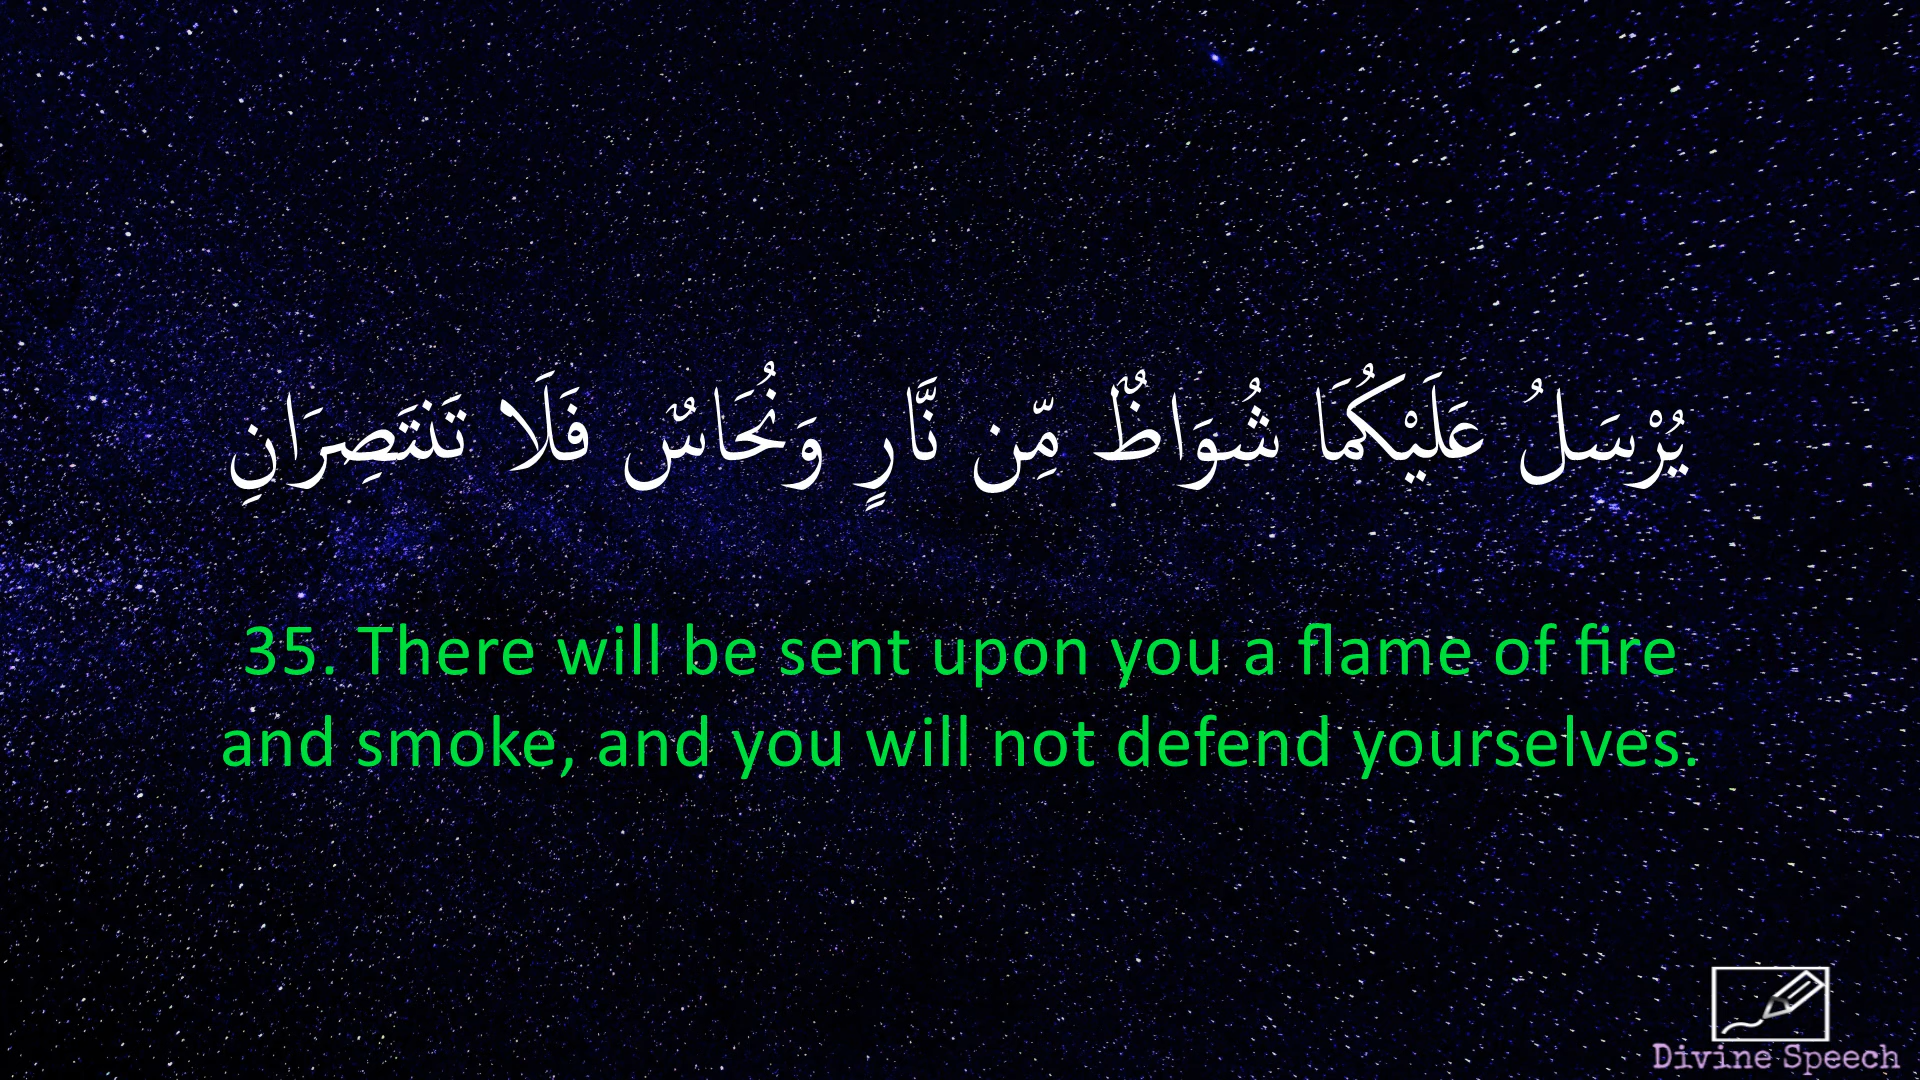 يُرْسَلُ عَلَيْكُمَا شُوَاظٌ مِّن نَّارٍ وَنُحَاسٌ فَلَا تَنتَصِرَانِ
35. There will be sent upon you a flame of fire
and smoke, and you will not defend yourselves.
Divine Speech